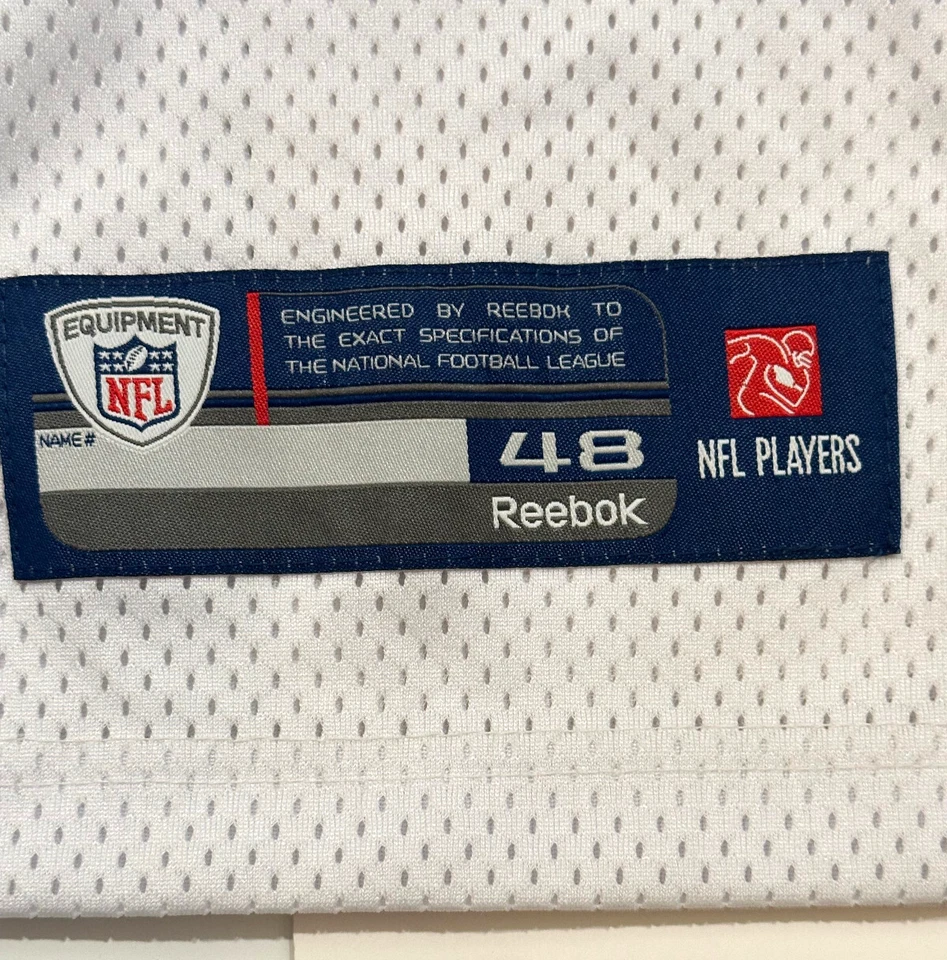 EQUIPMENT
NFL
ENGINEERED BY REEBOK TO
THE EXACT SPECIFICATIONS OF
THE NATIONAL FOOTBALL LEAGUE
NAME#
48
Reebok
NFL PLAYERS